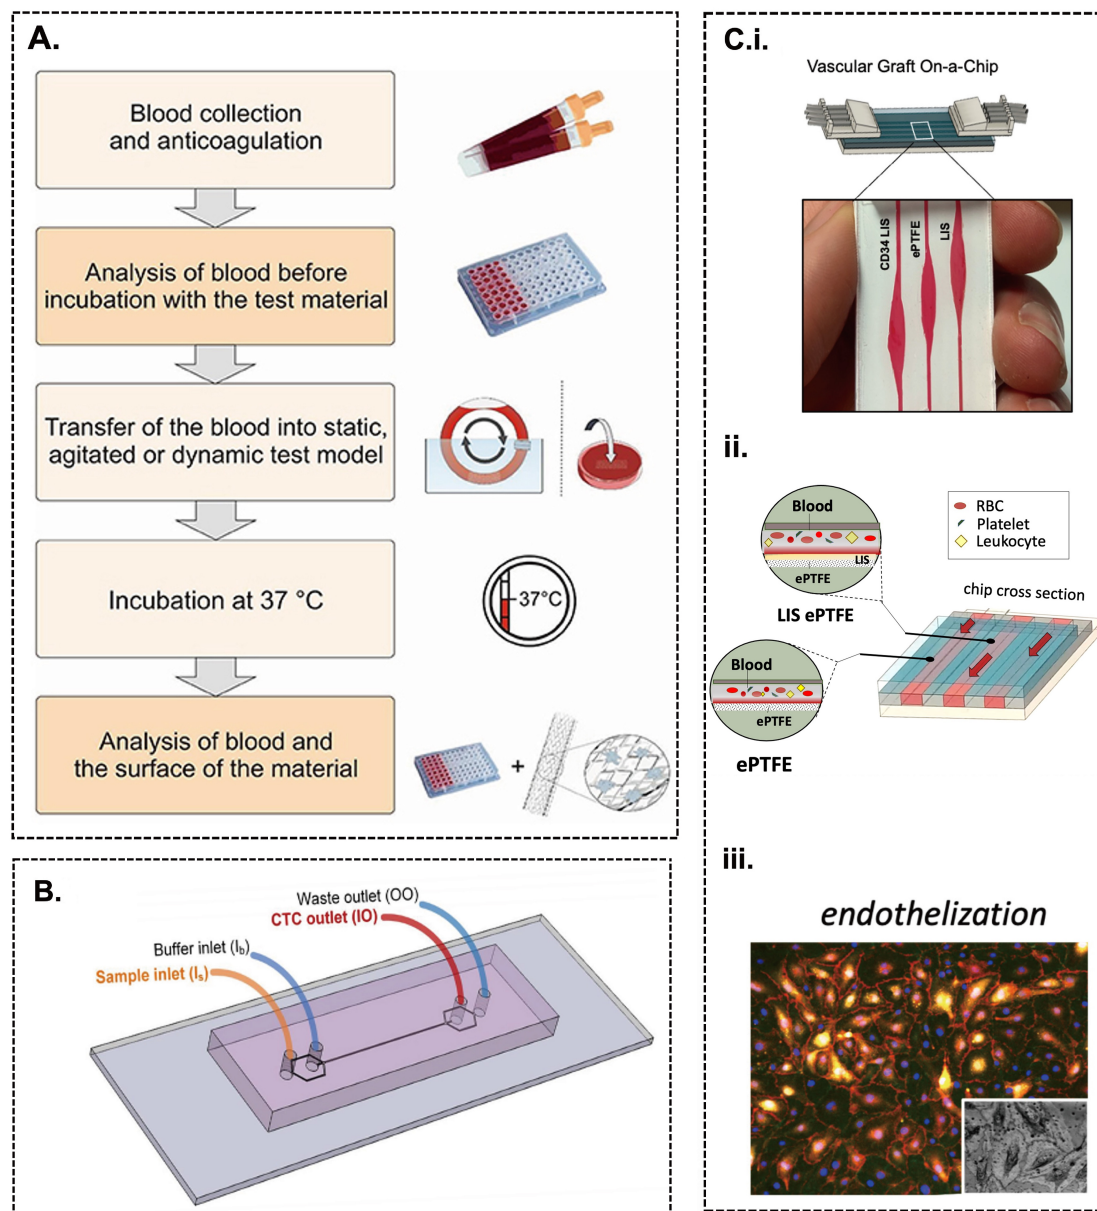 A.
Blood collection
and anticoagulation
Analysis of blood before
incubation with the test material
Transfer of the blood into static,
agitated or dynamic test model
Incubation at 37 °C
37°C
Analysis of blood and
the surface of the material
+
B.
Waste outlet (OO)
CTC outlet (IO)
Buffer inlet (Ib)
Sample inlet (Is)
C.i.
Vascular Graft On-a-Chip
CD34 LIS
ePTFE
LIS
ii.
Blood
LIS
ePTFE
LIS ePTFE
RBC
Platelet
Leukocyte
chip cross section
Blood
ePTFE
ePTFE
iii.
endothelization